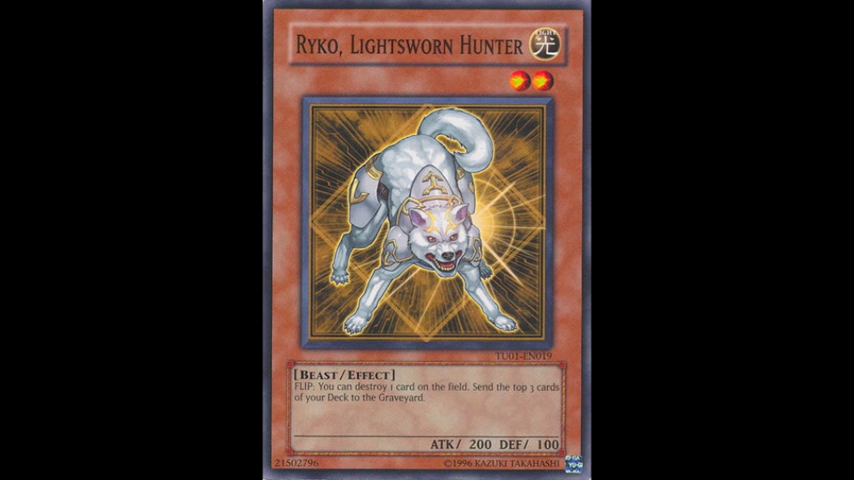 Ryko, Lightsworn Hunter
LIGHT
光
TU01-EN019
[Beast/Effect]
FLIP: You can destroy 1 card on the field. Send the top 3 cards
of your Deck to the Graveyard.
ATK/ 200 DEF/ 100
21502796
©1996 KAZUKI TAKAHASHI